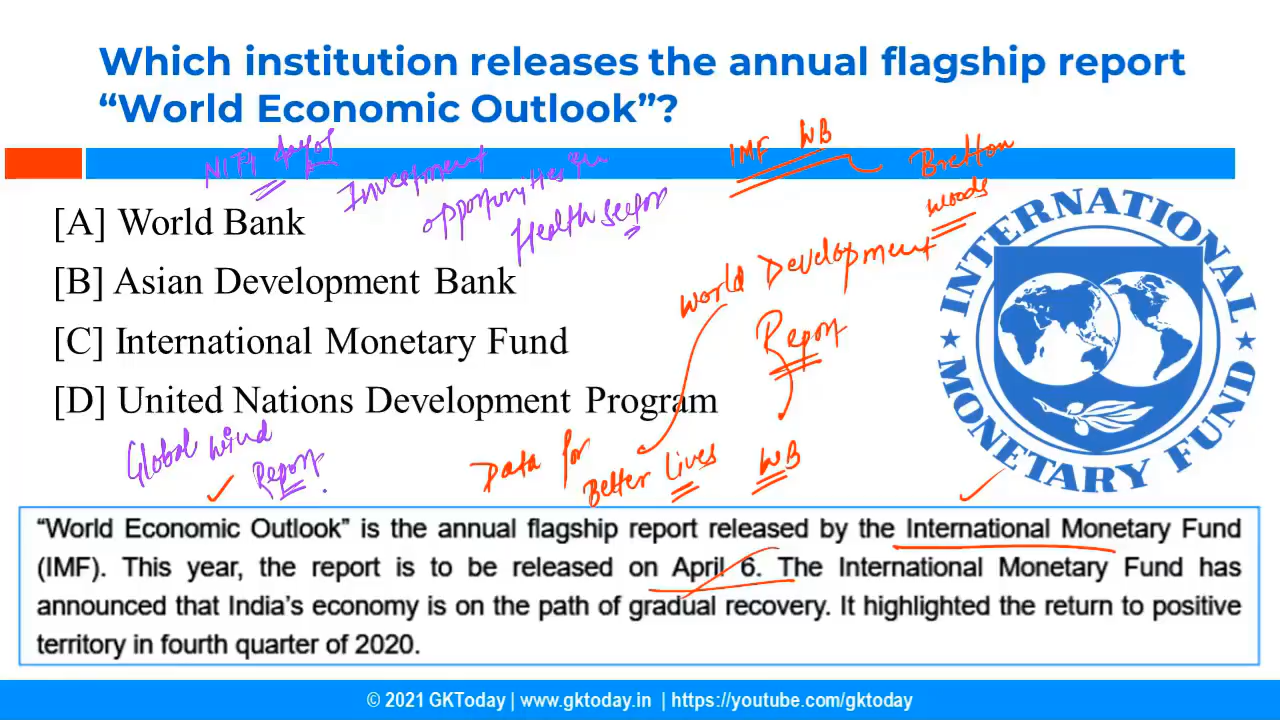 Which institution releases the annual flagship report
“World Economic Outlook”?
NITI Aayog
Investment
opportunities
Health Sector
IMF WB
Bretton
Woods
[A] World Bank
[B] Asian Development Bank
[C] International Monetary Fund
[D] United Nations Development Program
World Development
Report
Global Wind
Report
Data for
Better Lives
WB
INTERNATIONAL
MONETARY FUND
“World Economic Outlook” is the annual flagship report released by the International Monetary Fund
(IMF). This year, the report is to be released on April 6. The International Monetary Fund has
announced that India’s economy is on the path of gradual recovery. It highlighted the return to positive
territory in fourth quarter of 2020.
© 2021 GKToday | www.gktoday.in | https://youtube.com/gktoday